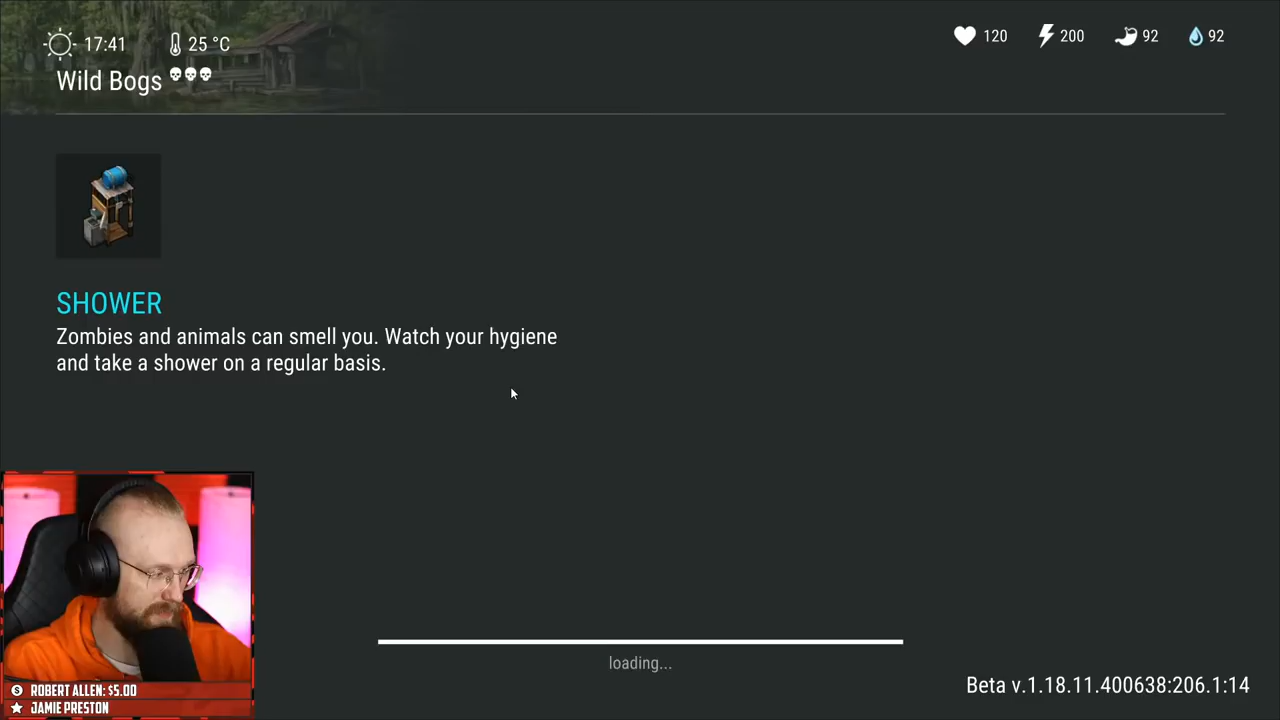 17:41
25 °C
120
200
92
92
Wild Bogs
SHOWER
Zombies and animals can smell you. Watch your hygiene
and take a shower on a regular basis.
loading...
Beta v.1.18.11.400638:206.1:14
ROBERT ALLEN: $5.00
JAMIE PRESTON